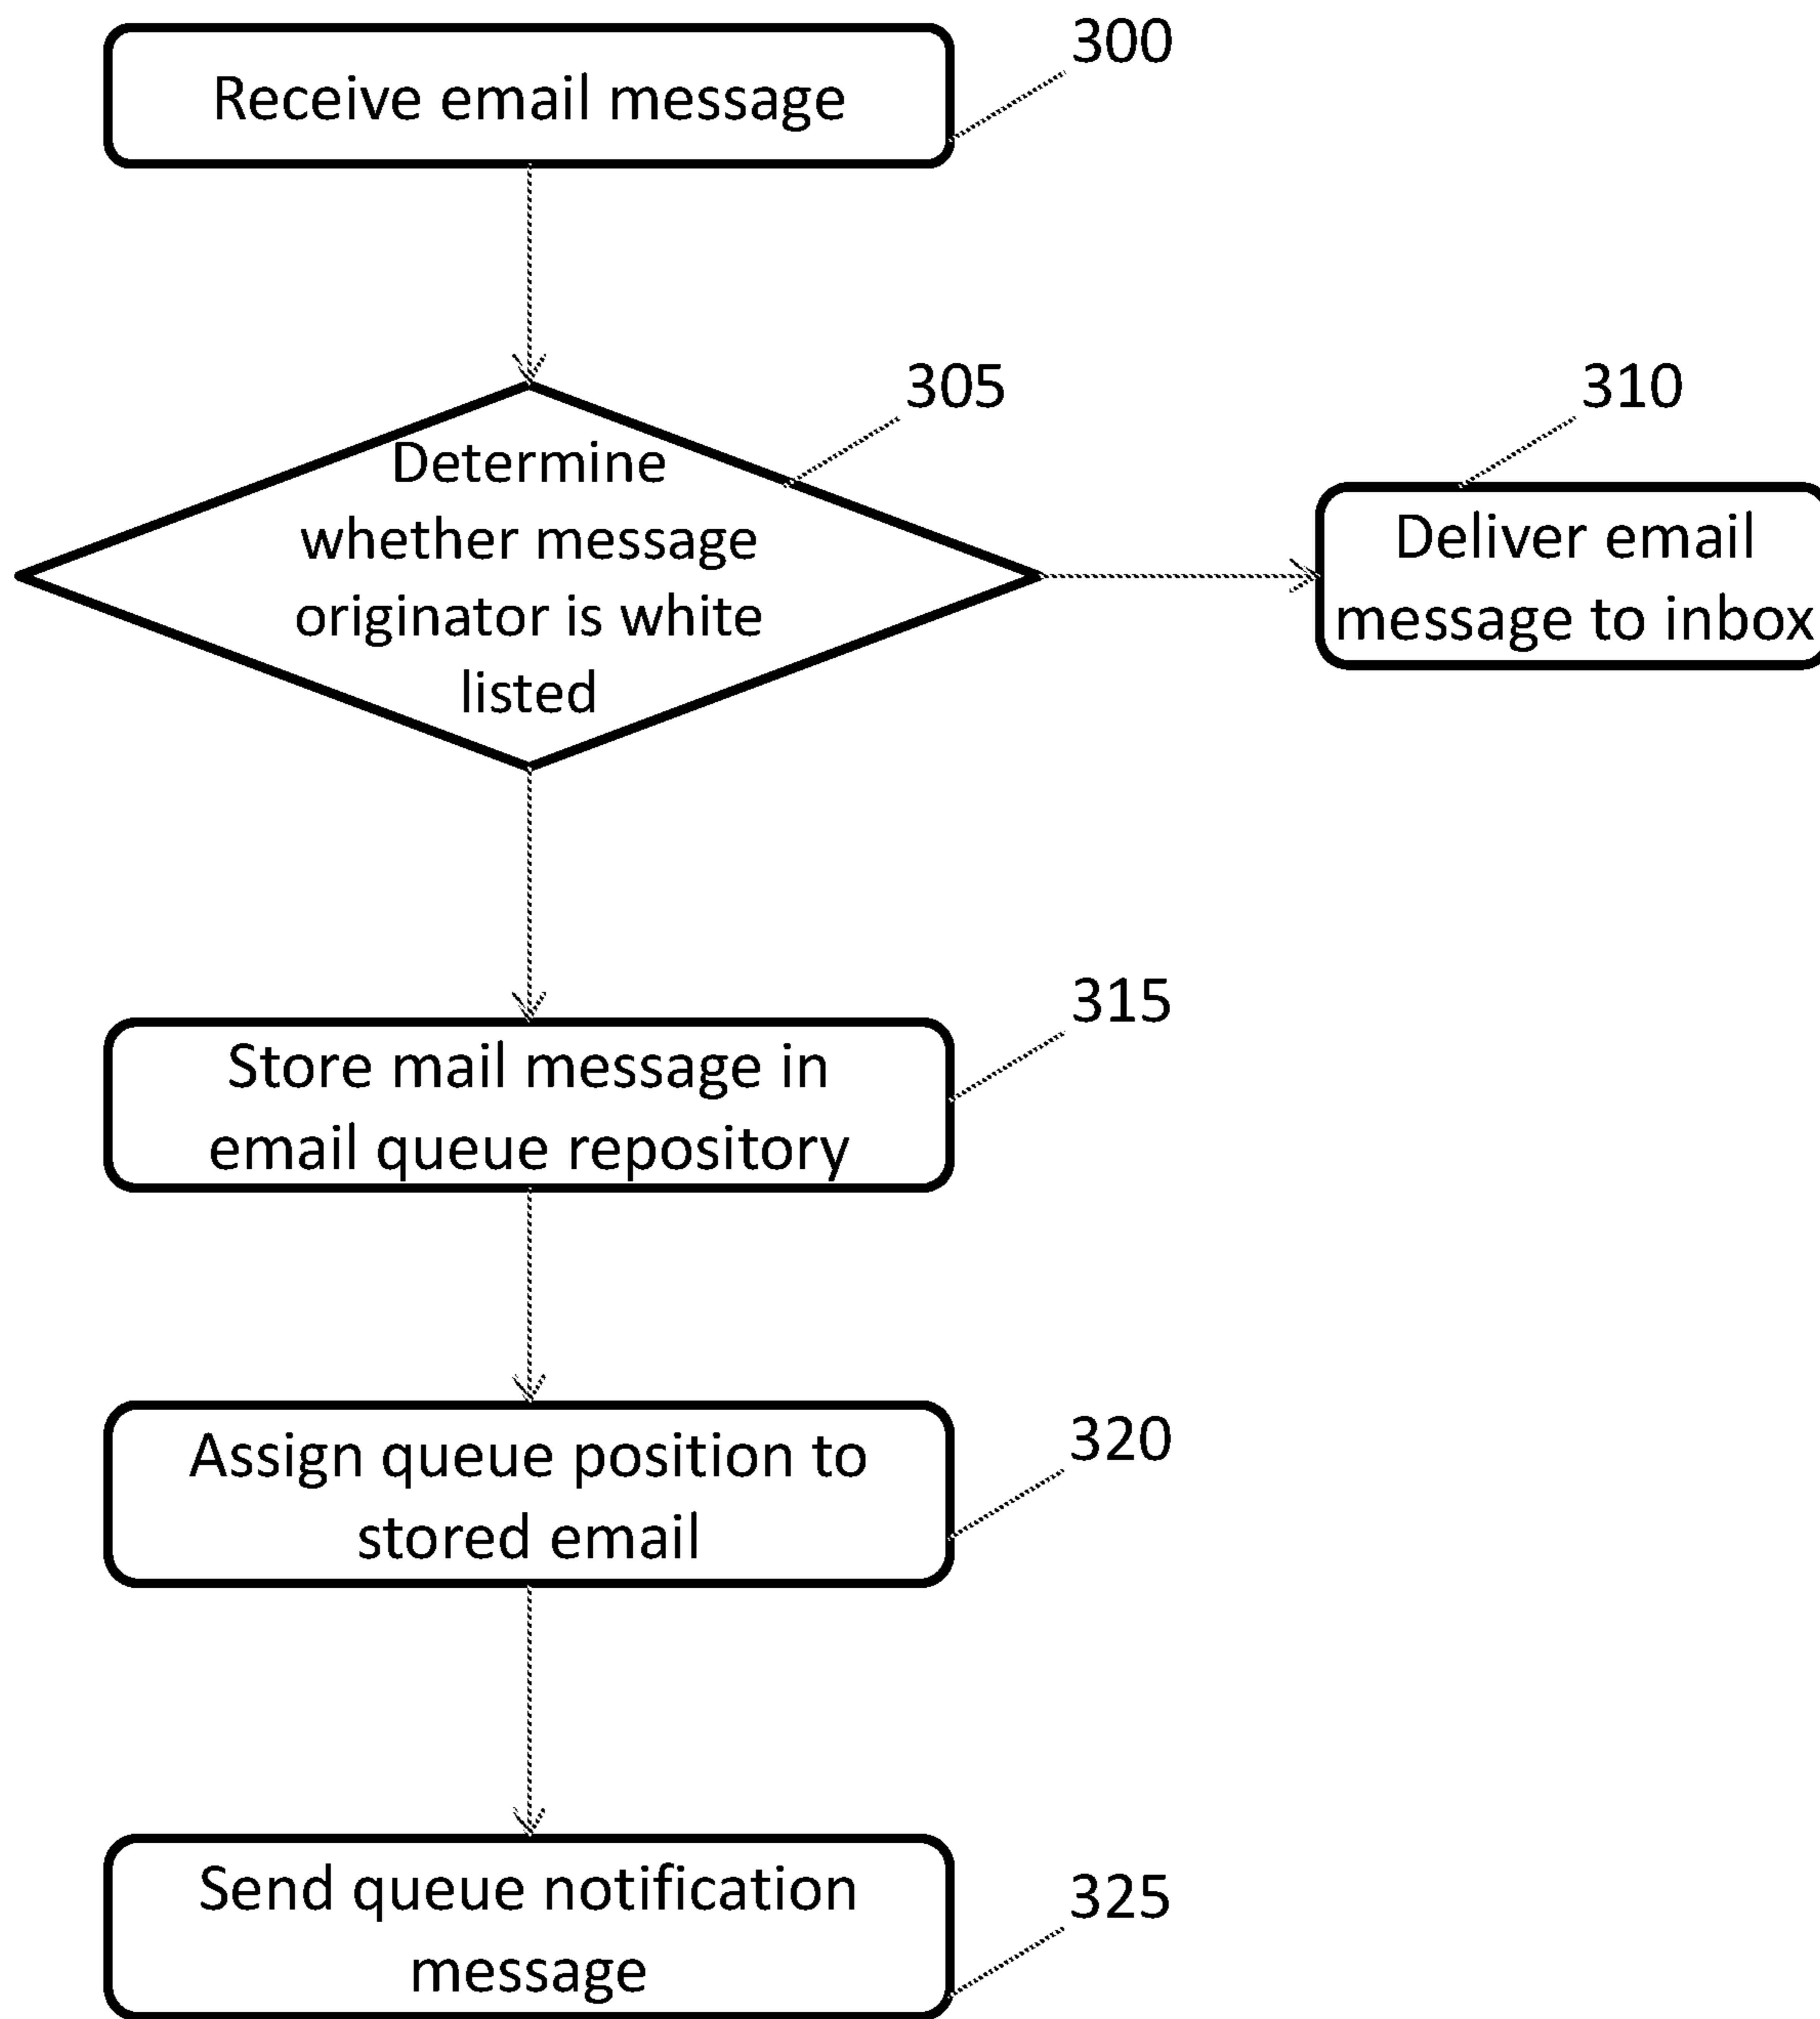 300
Receive email message
305
310
Determine
whether message
originator is white
listed
Deliver email
message to inbox
315
Store mail message in
email queue repository
320
Assign queue position to
stored email
325
Send queue notification
message